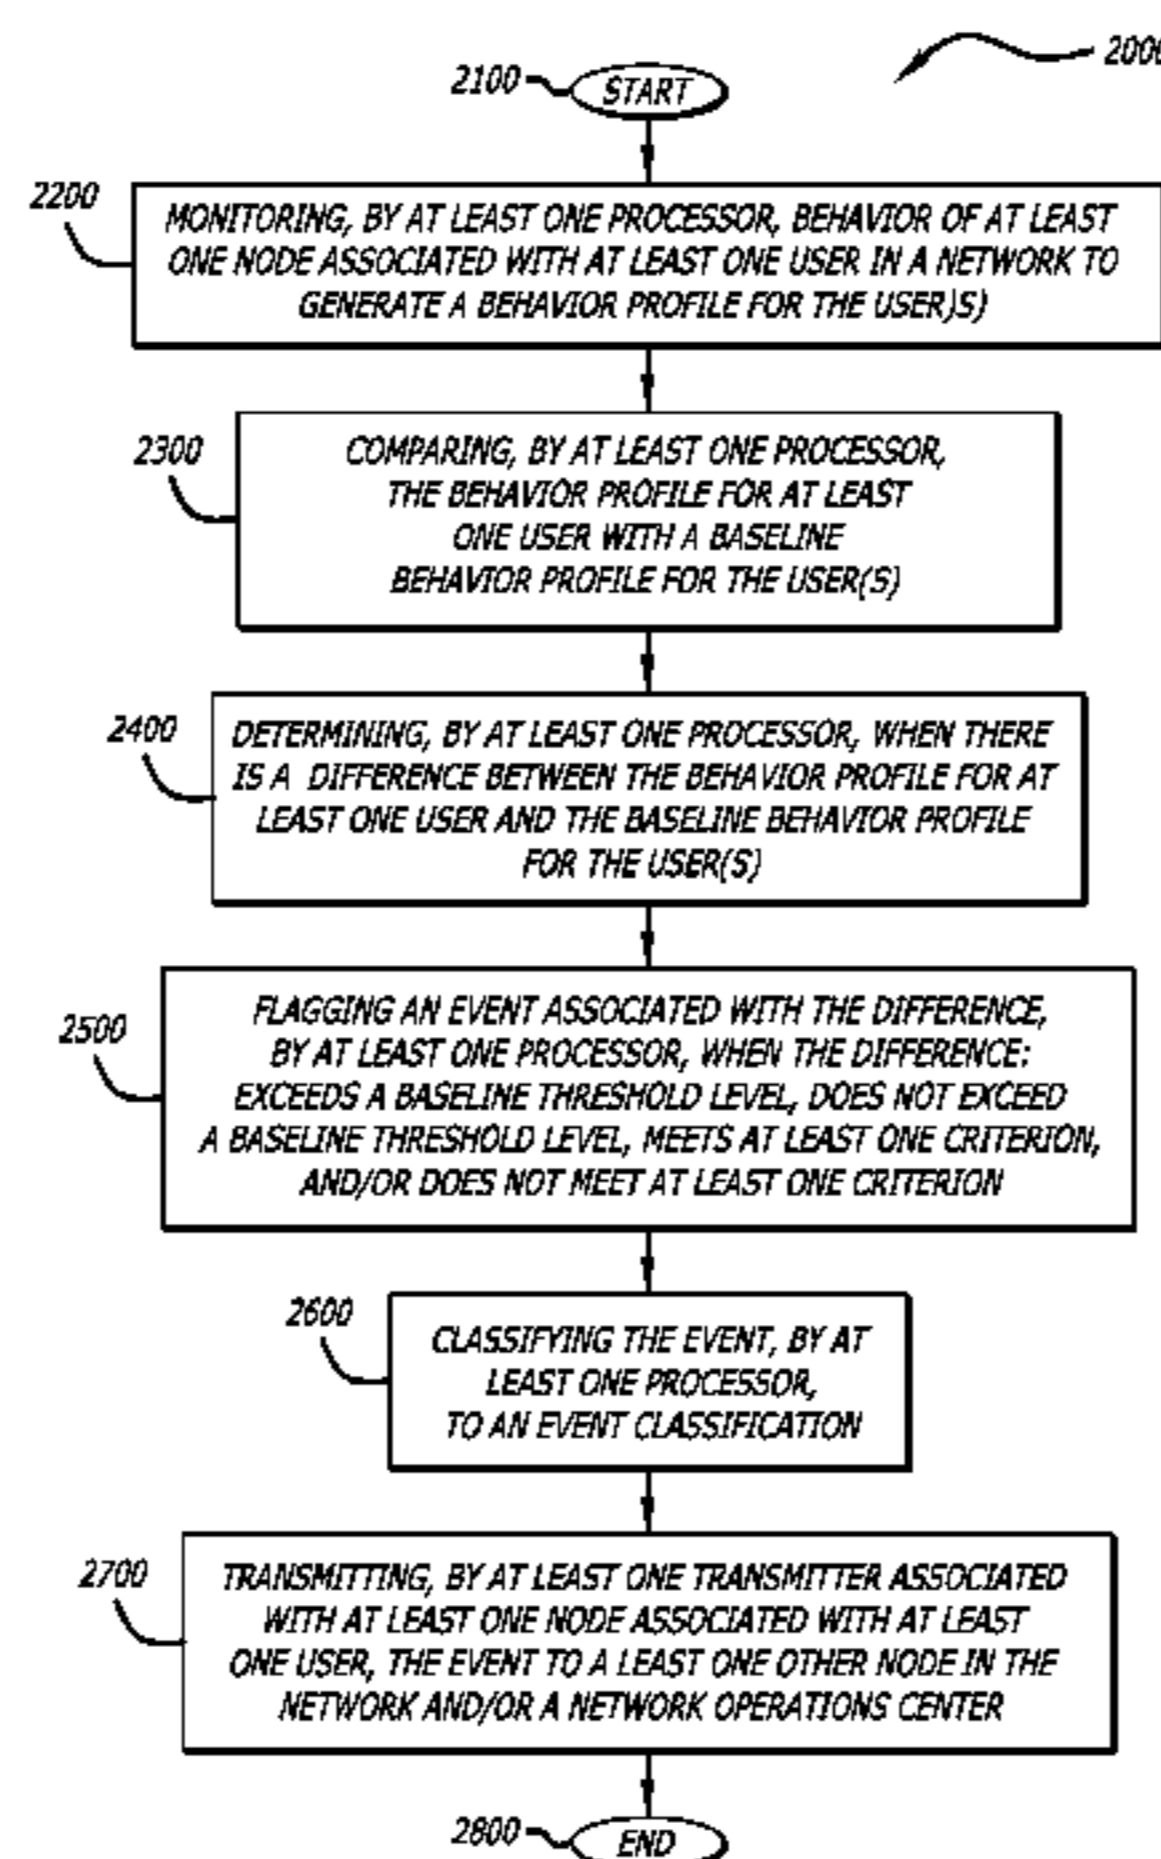 2000
2100
START
2200
MONITORING, BY AT LEAST ONE PROCESSOR, BEHAVIOR OF AT LEAST
ONE NODE ASSOCIATED WITH AT LEAST ONE USER IN A NETWORK TO
GENERATE A BEHAVIOR PROFILE FOR THE USER)S)
2300
COMPARING, BY AT LEAST ONE PROCESSOR,
THE BEHAVIOR PROFILE FOR AT LEAST
ONE USER WITH A BASELINE
BEHAVIOR PROFILE FOR THE USER(S)
2400
DETERMINING, BY AT LEAST ONE PROCESSOR, WHEN THERE
IS A DIFFERENCE BETWEEN THE BEHAVIOR PROFILE FOR AT
LEAST ONE USER AND THE BASELINE BEHAVIOR PROFILE
FOR THE USER(S)
2500
FLAGGING AN EVENT ASSOCIATED WITH THE DIFFERENCE,
BY AT LEAST ONE PROCESSOR, WHEN THE DIFFERENCE:
EXCEEDS A BASELINE THRESHOLD LEVEL, DOES NOT EXCEED
A BASELINE THRESHOLD LEVEL, MEETS AT LEAST ONE CRITERION,
AND/OR DOES NOT MEET AT LEAST ONE CRITERION
2600
CLASSIFYING THE EVENT, BY AT
LEAST ONE PROCESSOR,
TO AN EVENT CLASSIFICATION
2700
TRANSMITTING, BY AT LEAST ONE TRANSMITTER ASSOCIATED
WITH AT LEAST ONE NODE ASSOCIATED WITH AT LEAST
ONE USER, THE EVENT TO A LEAST ONE OTHER NODE IN THE
NETWORK AND/OR A NETWORK OPERATIONS CENTER
2800
END